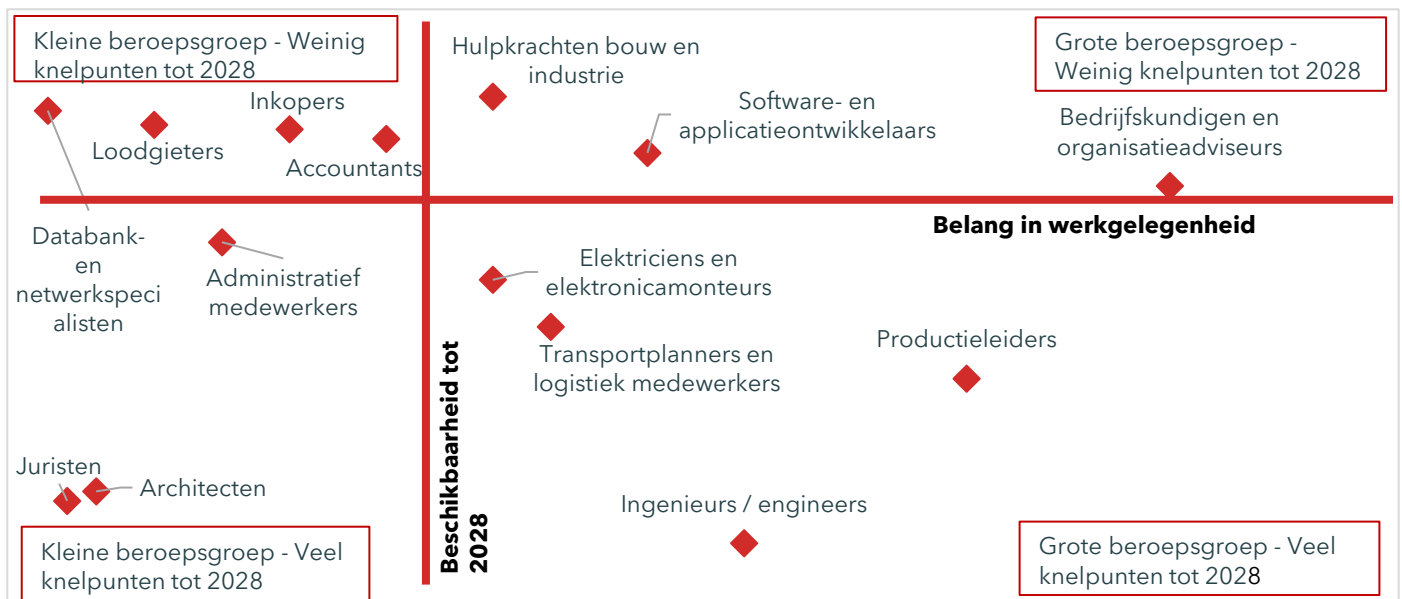 Kleine beroepsgroep - Weinig
knelpunten tot 2028
Hulpkrachten bouw en
industrie
Grote beroepsgroep -
Weinig knelpunten tot 2028
Inkopers
Software- en
applicatieontwikkelaars
Bedrijfskundigen en
organisatieadviseurs
Loodgieters
Accountants
Belang in werkgelegenheid
Databank-
en
netwerkspeci
alisten
Administratief
medewerkers
Elektriciens en
elektronicamonteurs
Productieleiders
Transportplanners en
logistiek medewerkers
Beschikbaarheid tot
2028
Juristen
Architecten
Ingenieurs / engineers
Kleine beroepsgroep - Veel
knelpunten tot 2028
Grote beroepsgroep - Veel
knelpunten tot 2028